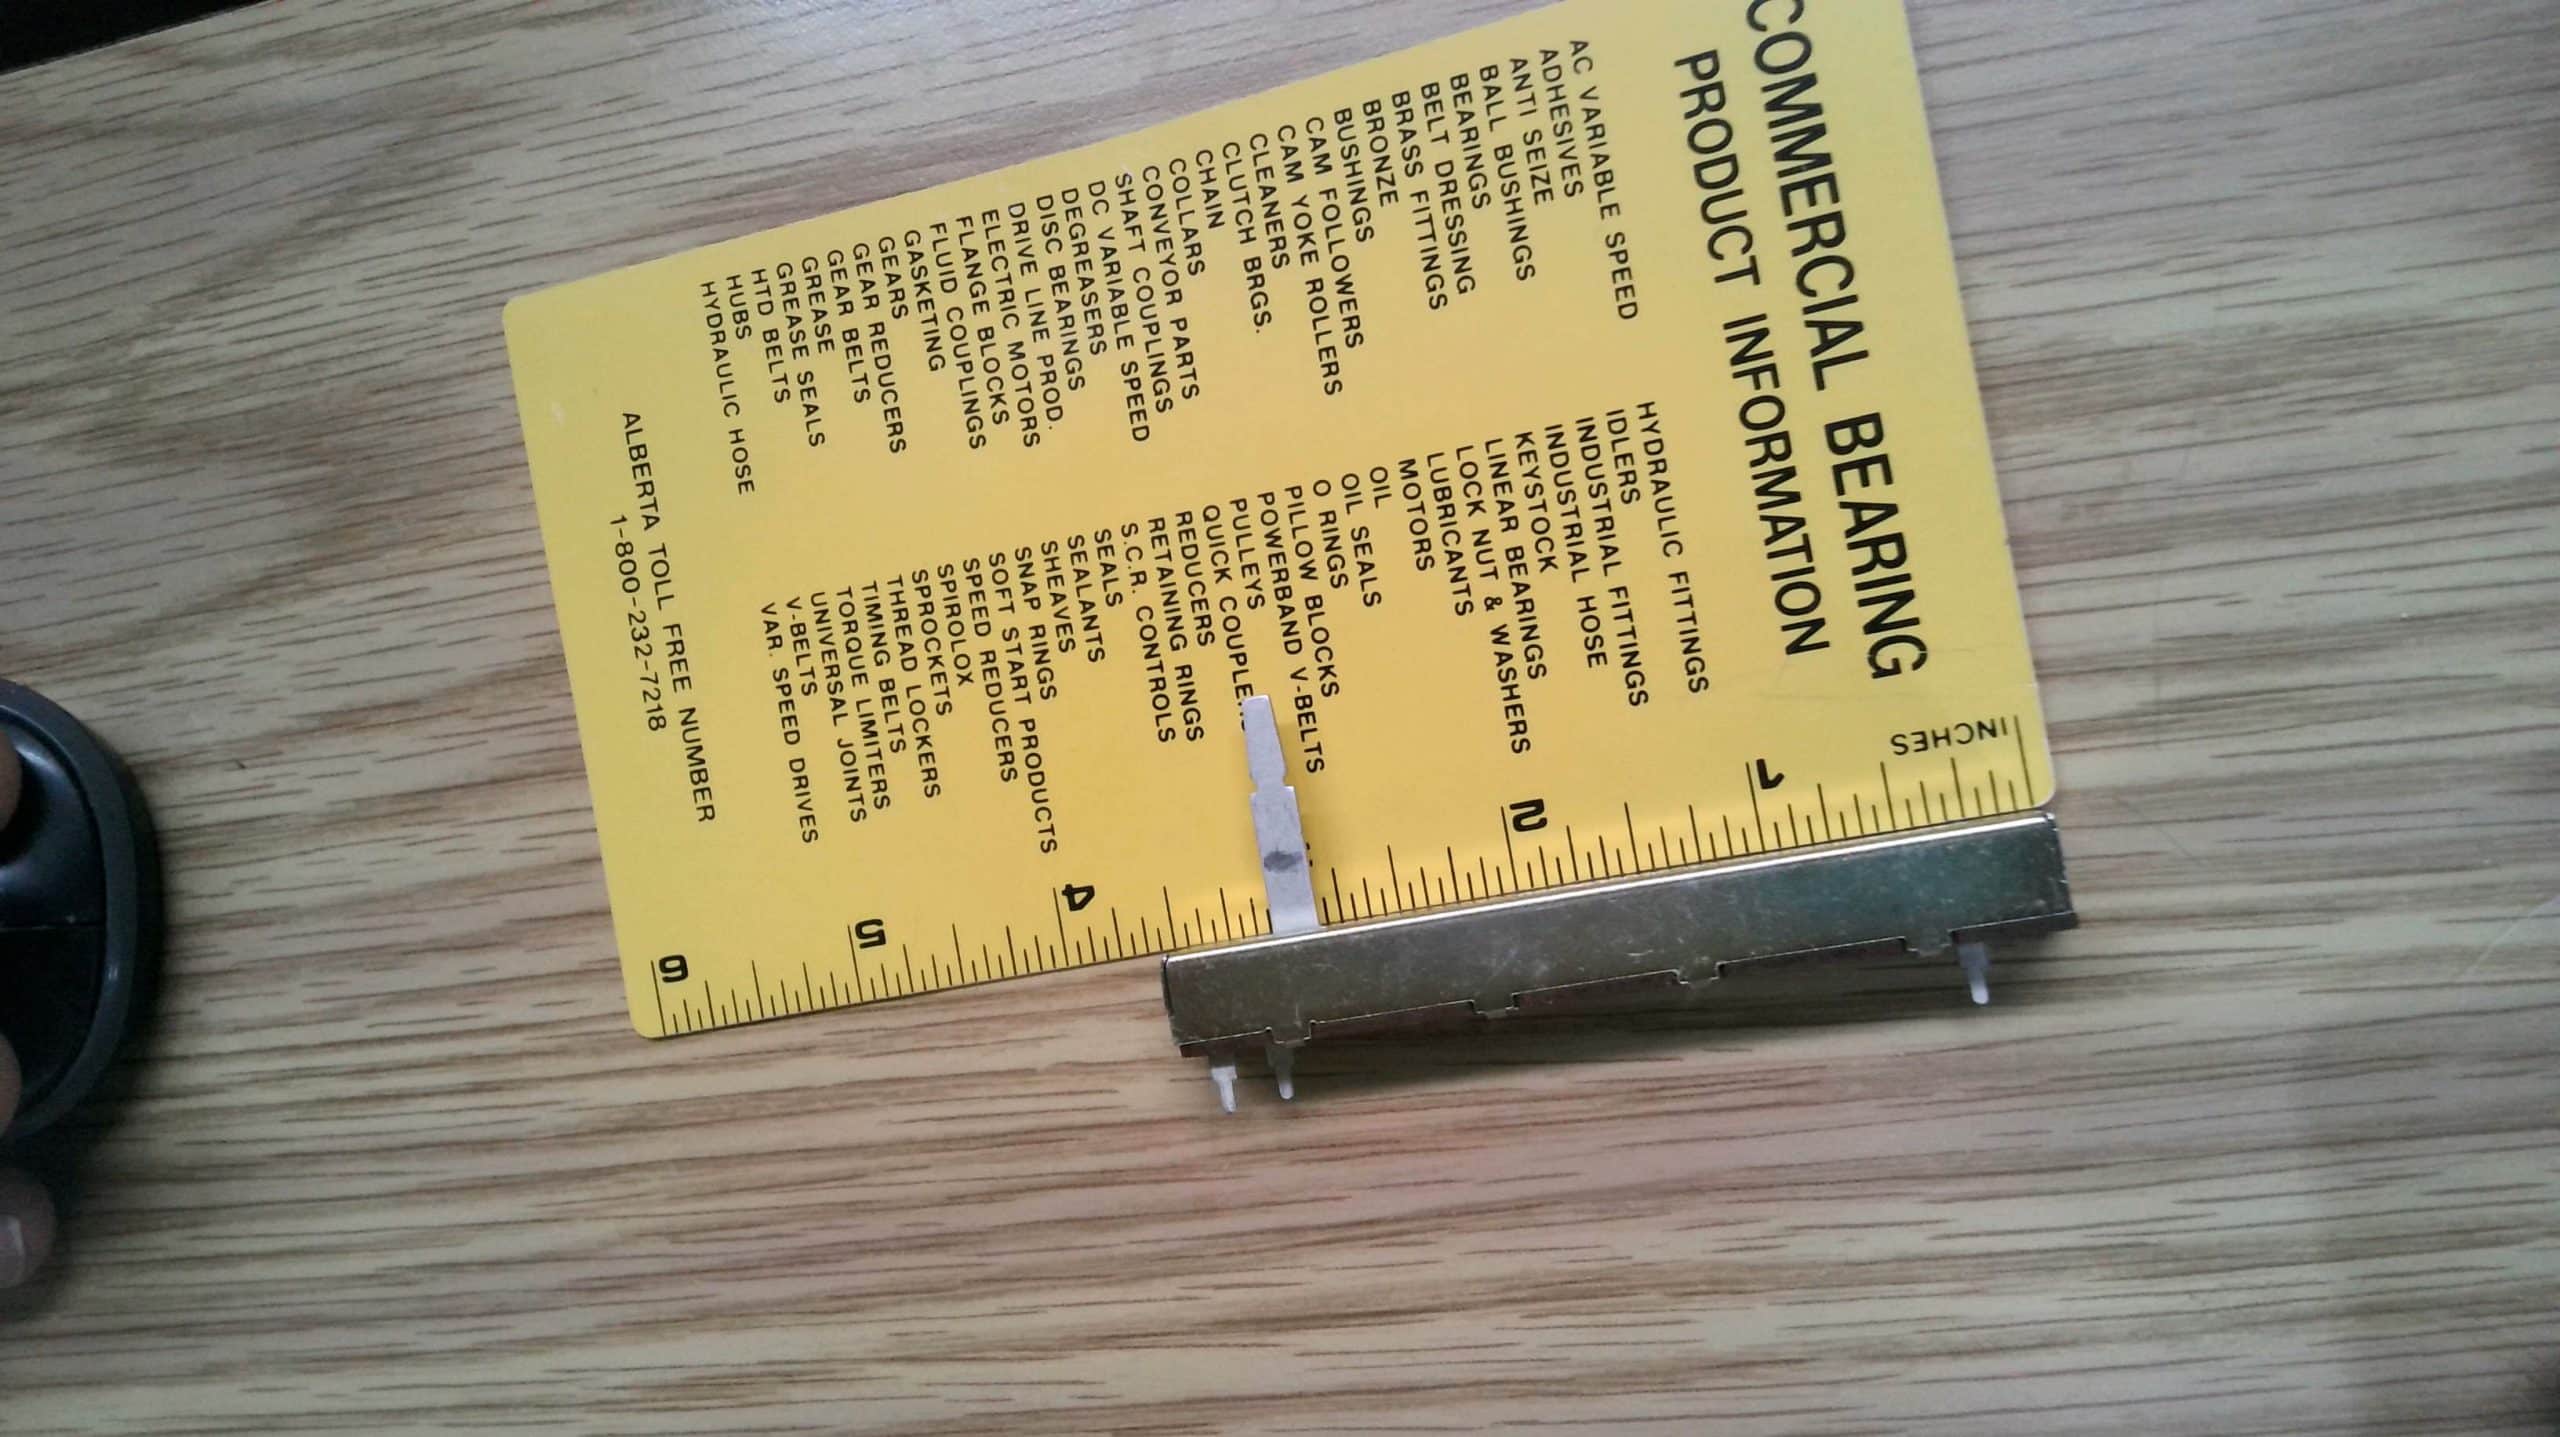 COMMERCIAL BEARING
PRODUCT INFORMATION
AC VARIABLE SPEED
ADHESIVES
ANTI SEIZE
BALL BUSHINGS
BEARINGS
BELT DRESSING
BRASS FITTINGS
BRONZE
BUSHINGS
CAM FOLLOWERS
CAM YOKE ROLLERS
CLEANERS
CLUTCH BRGS.
CHAIN
COLLARS
CONVEYOR PARTS
SHAFT COUPLINGS
DC VARIABLE SPEED
DEGREASERS
DISC BEARINGS
DRIVE LINE PROD.
ELECTRIC MOTORS
FLANGE BLOCKS
FLUID COUPLINGS
GASKETING
GEARS
GEAR REDUCERS
GEAR BELTS
GREASE
GREASE SEALS
HTD BELTS
HUBS
HYDRAULIC HOSE
HYDRAULIC FITTINGS
IDLERS
INDUSTRIAL FITTINGS
INDUSTRIAL HOSE
KEYSTOCK
LINEAR BEARINGS
LOCK NUT & WASHERS
LUBRICANTS
MOTORS
OIL
OIL SEALS
O RINGS
PILLOW BLOCKS
POWERBAND V-BELTS
PULLEYS
QUICK
REDUCERS
RETAINING RINGS
S.C.R. CONTROLS
SEALS
SEALANTS
SHEAVES
SNAP RINGS
SOFT START PRODUCTS
SPEED REDUCERS
SPIROLOX
SPROCKETS
THREAD LOCKERS
TIMING BELTS
TORQUE LIMITERS
UNIVERSAL JOINTS
V-BELTS
VAR. SPEED DRIVES
ALBERTA TOLL FREE NUMBER
1-800-232-7218
INCHES
1
2
4
5
6